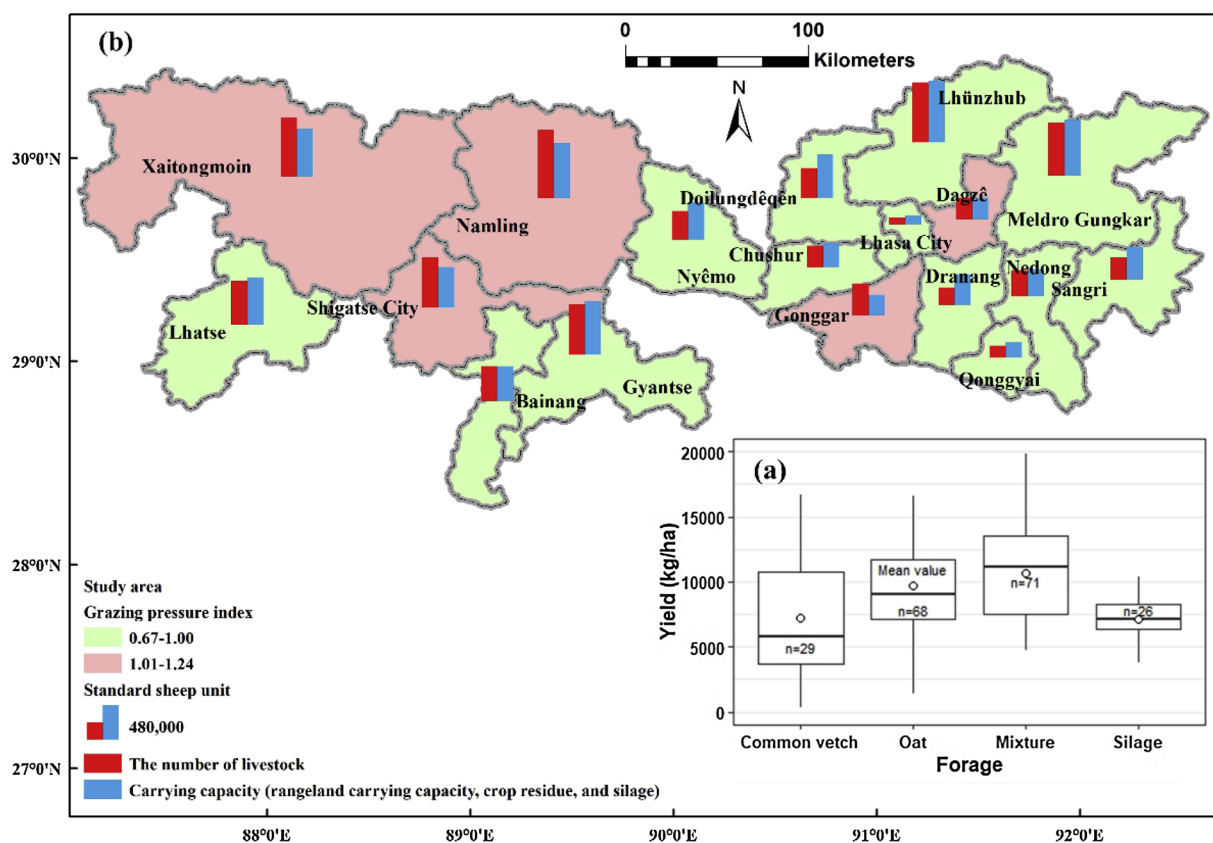 (b)
0
100
Kilometers
N
30°0'N
29°0'N
28°0'N
27°0'N
Xaitongmoin
Namling
Lhatse
Shigatse City
Bainang
Gyantse
Nyêmo
Doilungdêqên
Chushur
Lhünzhub
Lhasa City
Dagzê
Meldro Gungkar
Gonggar
Dranang
Nedong
Sangri
Qonggyai
Study area
Grazing pressure index
0.67-1.00
1.01-1.24
Standard sheep unit
480,000
The number of livestock
Carrying capacity (rangeland carrying capacity, crop residue, and silage)
88°0'E
89°0'E
90°0'E
91°0'E
92°0'E
(a)
Yield (kg/ha)
20000
15000
10000
5000
0
n=29
Mean value
n=68
n=71
n=26
Common vetch
Oat
Mixture
Silage
Forage